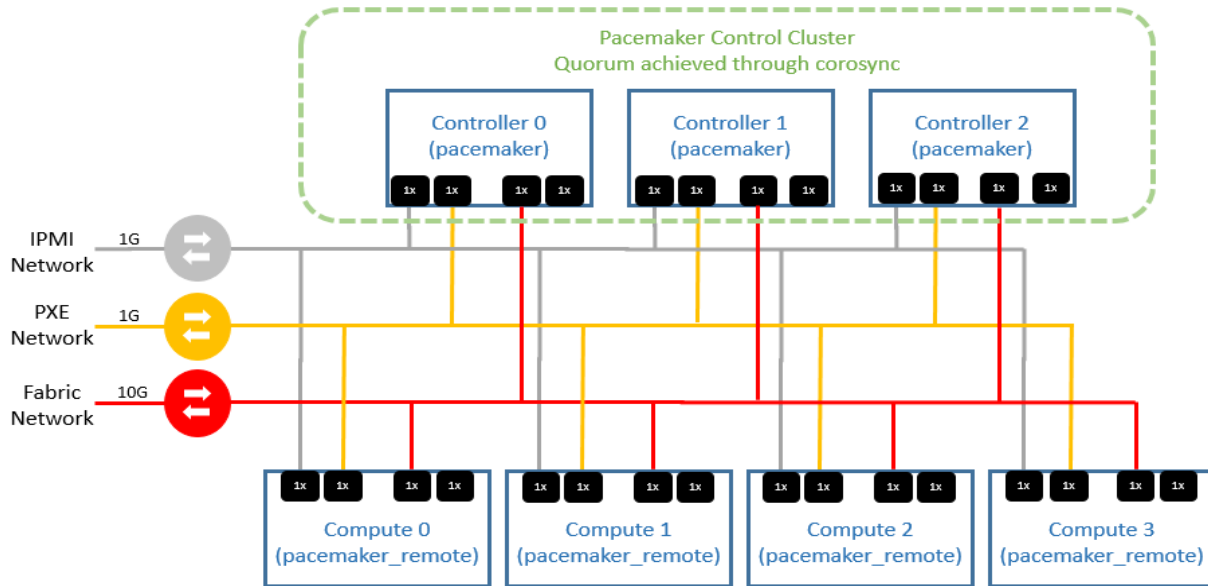 Pacemaker Control Cluster
Quorum achieved through corosync
Controller 0
(pacemaker)
Controller 1
(pacemaker)
Controller 2
(pacemaker)
1x 1x 1x 1x
1x 1x 1x 1x
1x 1x 1x 1x
IPMI
Network
1G
PXE
Network
1G
Fabric
Network
10G
1x 1x 1x 1x
1x 1x 1x 1x
1x 1x 1x 1x
1x 1x 1x 1x
Compute 0
(pacemaker_remote)
Compute 1
(pacemaker_remote)
Compute 2
(pacemaker_remote)
Compute 3
(pacemaker_remote)